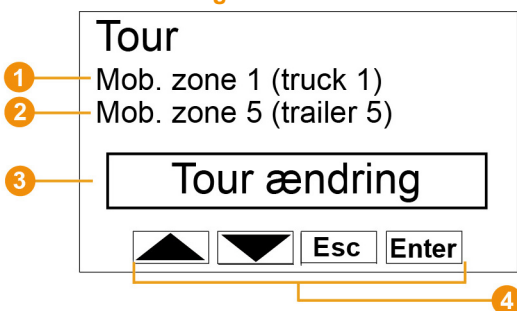 Tour
1 Mob. zone 1 (truck 1)
2 Mob. zone 5 (trailer 5)
3 Tour ændring
Esc Enter
4